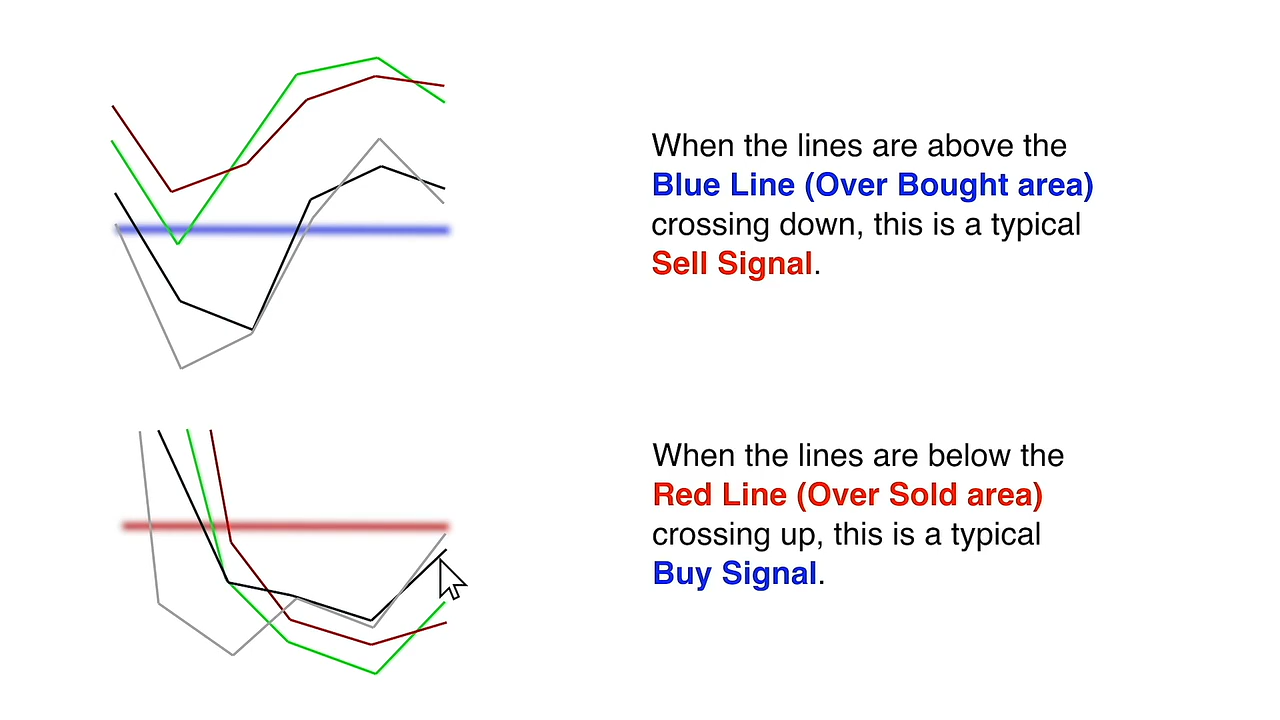 When the lines are above the
Blue Line (Over Bought area)
crossing down, this is a typical
Sell Signal.
When the lines are below the
Red Line (Over Sold area)
crossing up, this is a typical
Buy Signal.